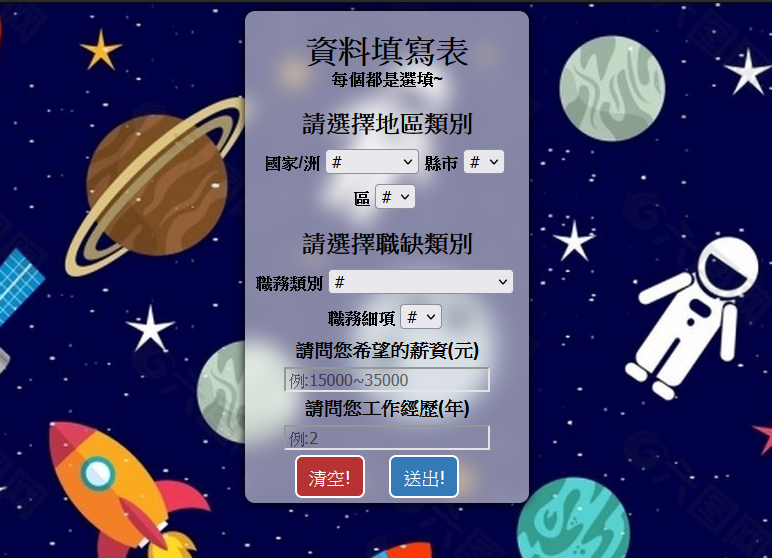 資料填寫表
每個都是選填~
請選擇地區類別
國家/洲 # 縣市 #
區 #
請選擇職缺類別
職務類別 #
職務細項 #
請問您希望的薪資(元)
例:15000~35000
請問您工作經歷(年)
例:2
清空! 送出!